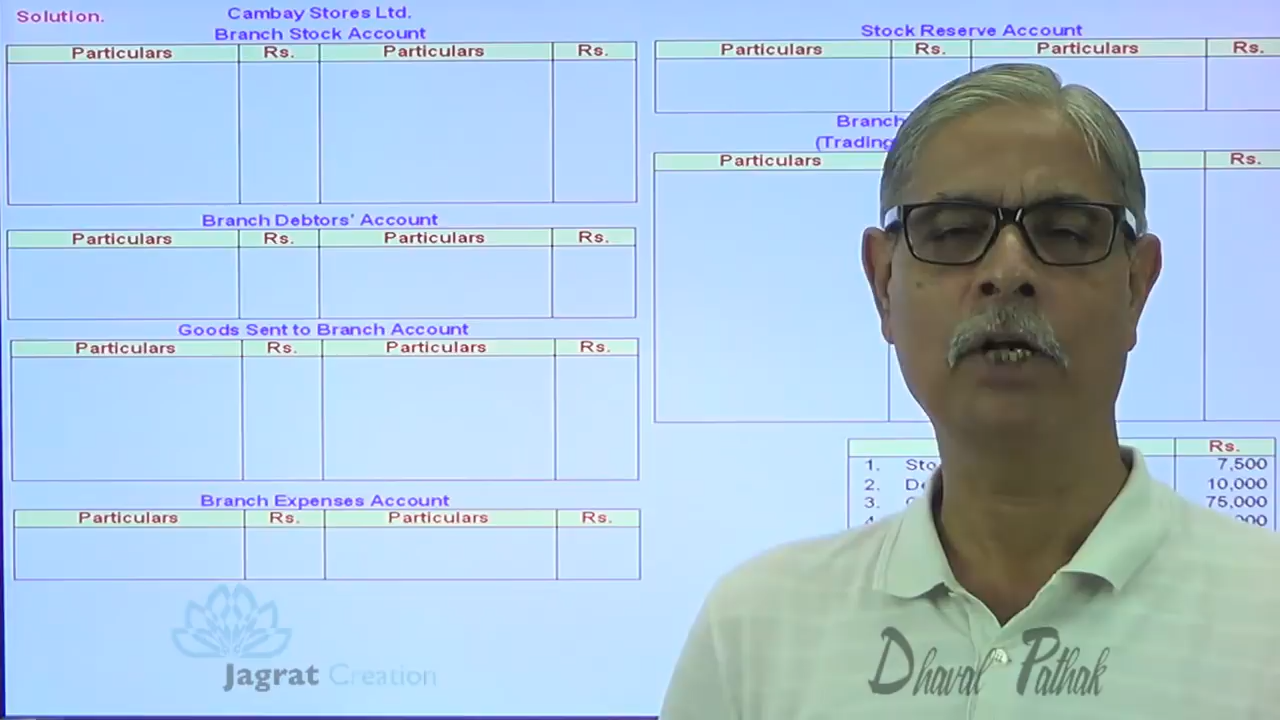 Solution.
Cambay Stores Ltd.
Branch Stock Account
Particulars Rs. Particulars Rs.
Branch Debtors' Account
Particulars Rs. Particulars Rs.
Goods Sent to Branch Account
Particulars Rs. Particulars Rs.
Branch Expenses Account
Particulars Rs. Particulars Rs.
Stock Reserve Account
Particulars Rs. Particulars Rs.
Branch
(Trading
Particulars Rs.
Rs.
1. 7,500
2. 10,000
3. 75,000
Jagrat Creation
Dhaval Pathak